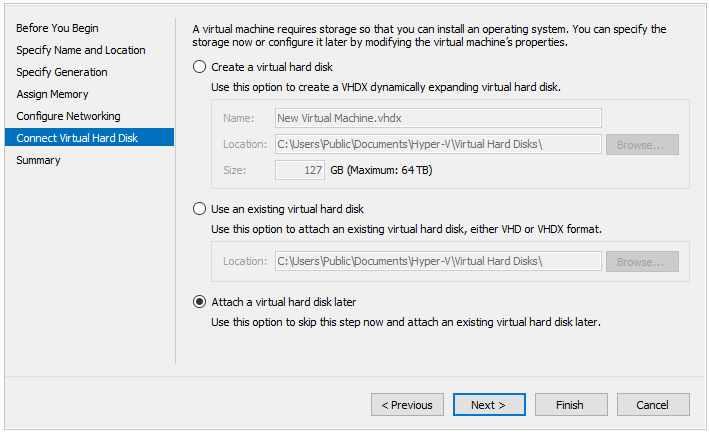 Before You Begin
Specify Name and Location
Specify Generation
Assign Memory
Configure Networking
Connect Virtual Hard Disk
Summary
A virtual machine requires storage so that you can install an operating system. You can specify the
storage now or configure it later by modifying the virtual machine's properties.
Create a virtual hard disk
Use this option to create a VHDX dynamically expanding virtual hard disk.
Name: New Virtual Machine.vhdx
Location: C:\Users\Public\Documents\Hyper-V\Virtual Hard Disks\ Browse...
Size: 127 GB (Maximum: 64 TB)
Use an existing virtual hard disk
Use this option to attach an existing virtual hard disk, either VHD or VHDX format.
Location: C:\Users\Public\Documents\Hyper-V\Virtual Hard Disks\ Browse...
Attach a virtual hard disk later
Use this option to skip this step now and attach an existing virtual hard disk later.
< Previous Next > Finish Cancel